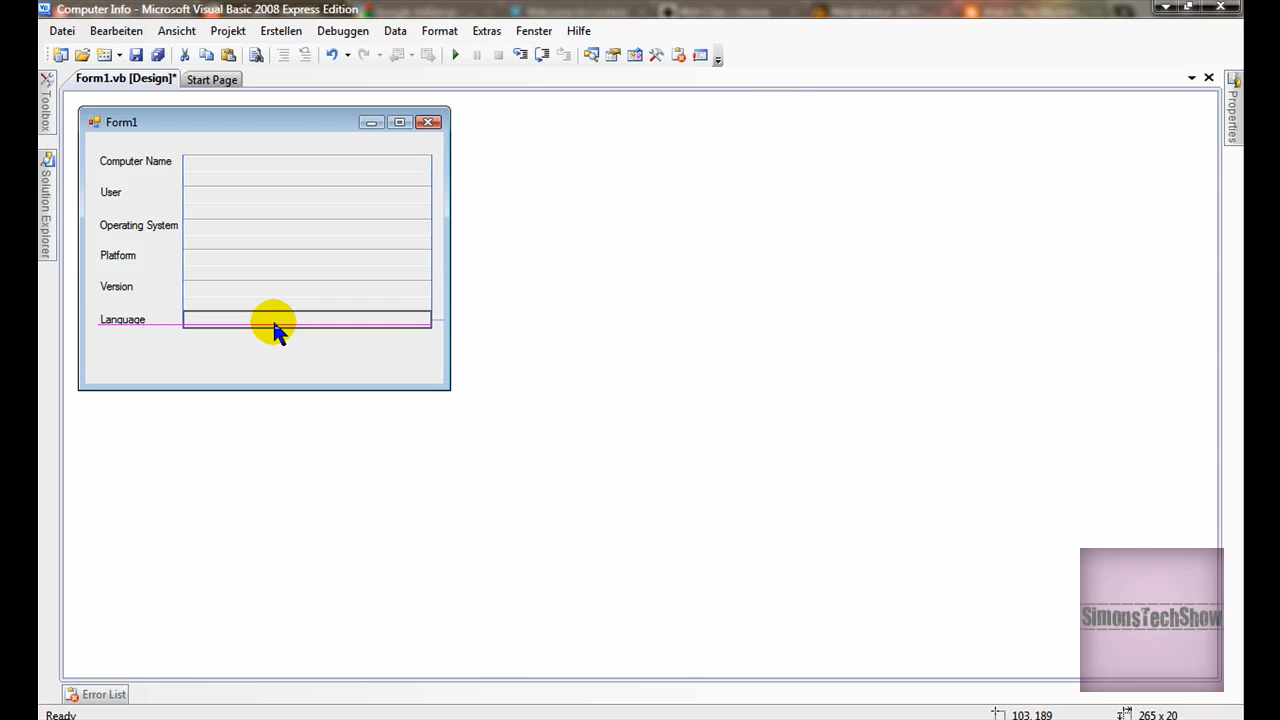 Computer Info - Microsoft Visual Basic 2008 Express Edition
Datei Bearbeiten Ansicht Projekt Erstellen Debuggen Data Format Extras Fenster Hilfe
Form1.vb [Design]* Start Page
Toolbox
Solution Explorer
Properties
Form1
Computer Name
User
Operating System
Platform
Version
Language
SimonsTechShow
Error List
Ready 103, 189 265 x 20